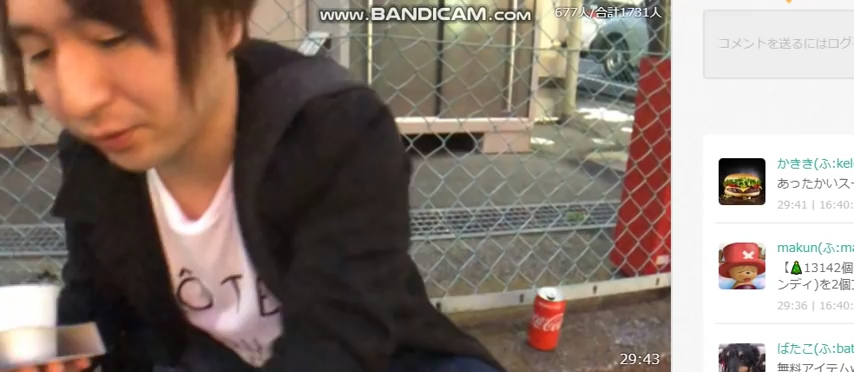 www.BANDICAM.com
677人/合計1731人
ÔTE
Coca-Cola
29:43
コメントを送るにはログ
かきき(ふ:kel
あったかいス
29:41 | 16:40:
makun(ふ:ma
【🎄13142個
ンディ)を2個
29:36 | 16:40:
ばたこ(ふ:bat
無料アイテム